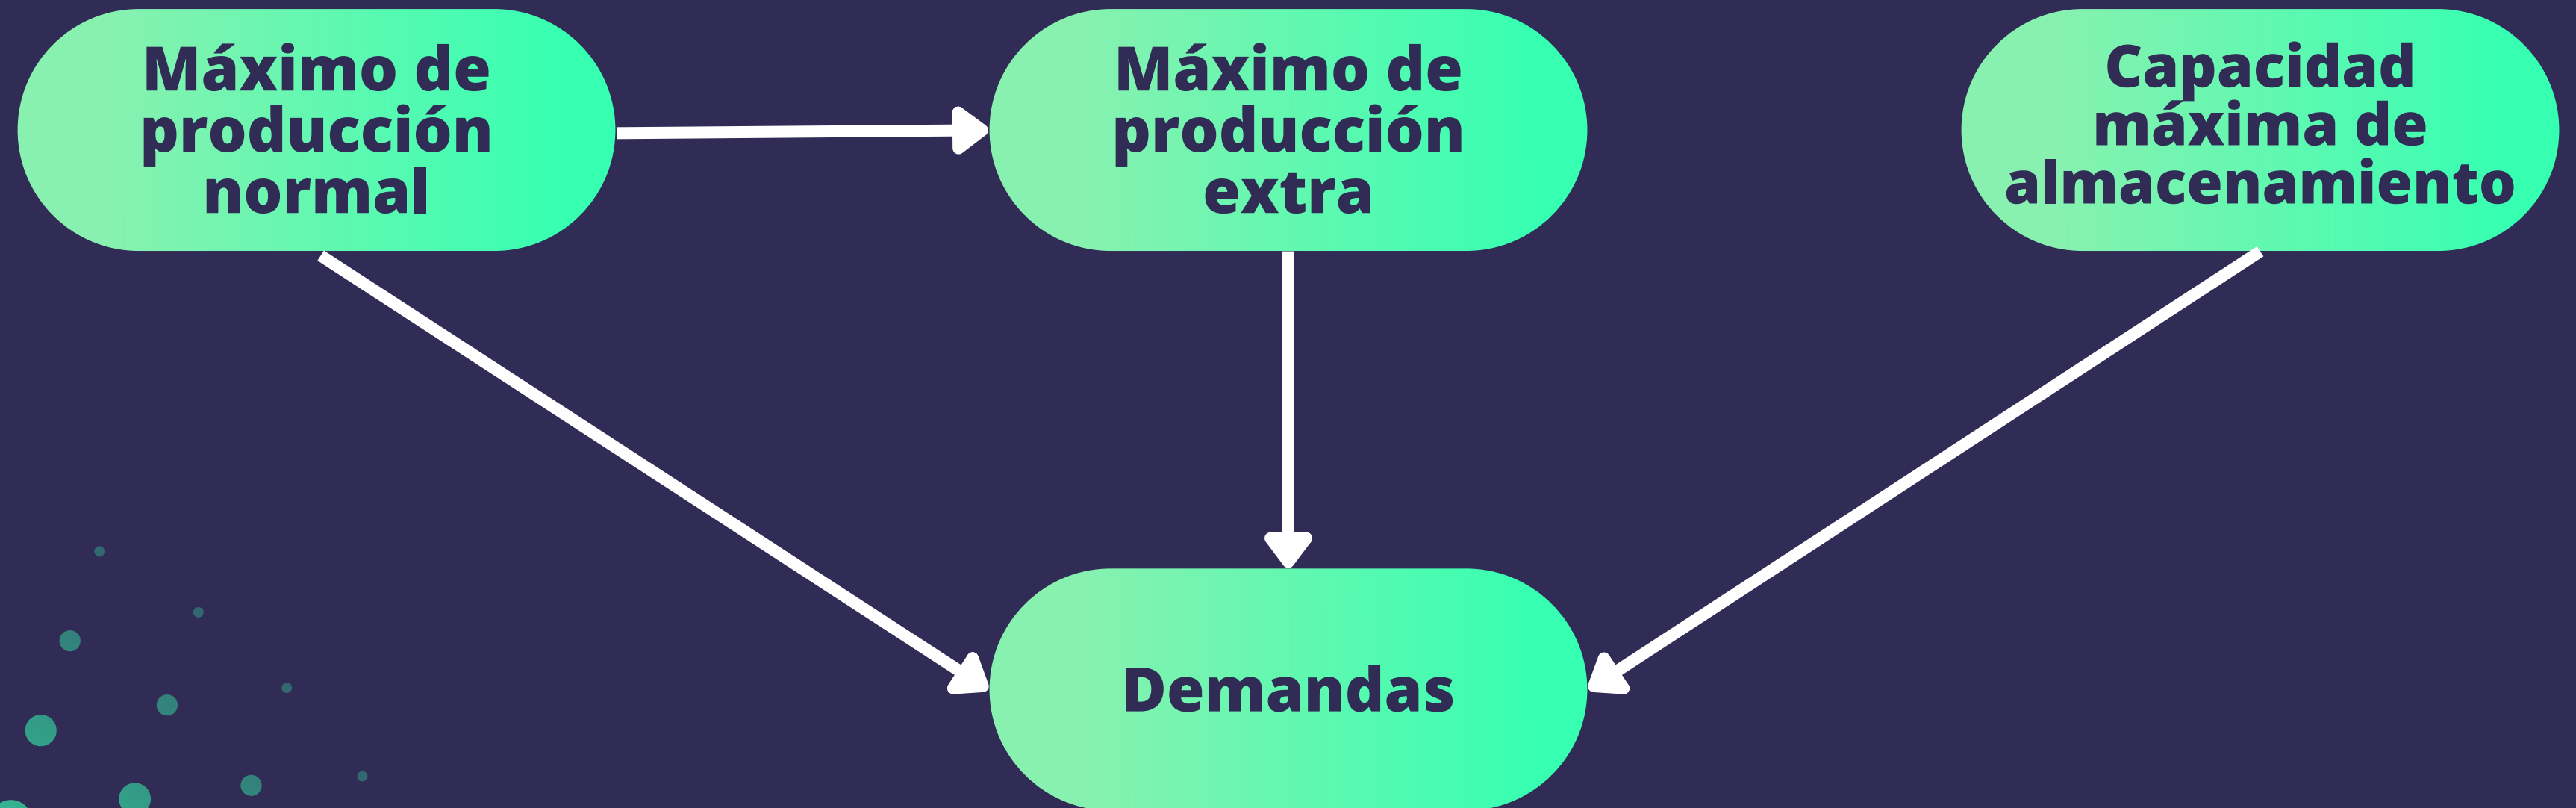 Máximo de
producción
normal
Máximo de
producción
extra
Capacidad
máxima de
almacenamiento
Demandas